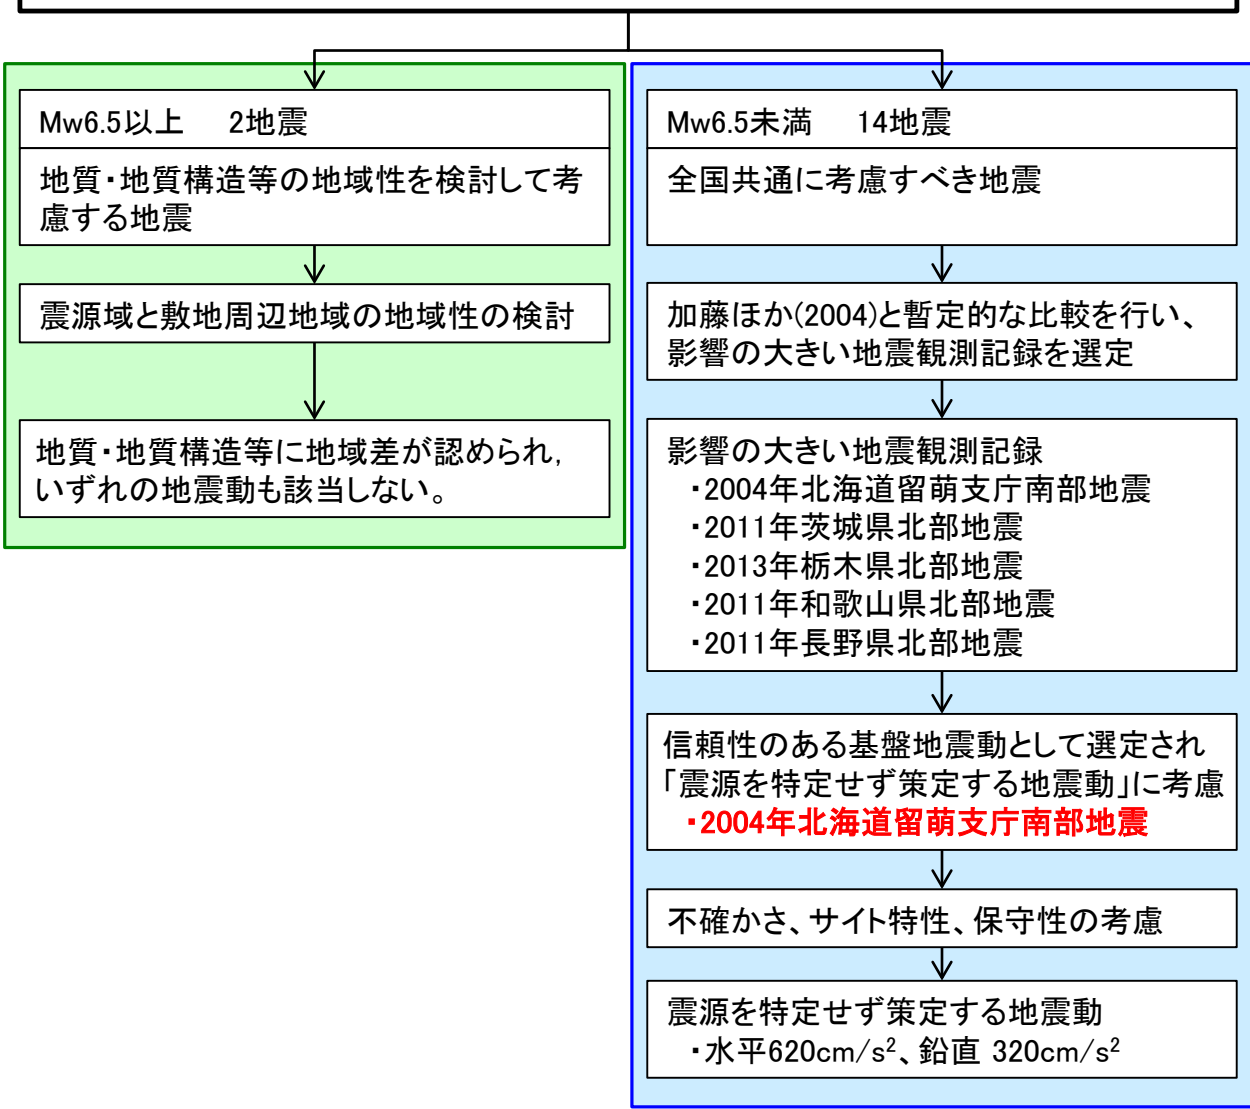 Mw6.5以上　2地震
地質・地質構造等の地域性を検討して考
慮する地震
震源域と敷地周辺地域の地域性の検討
地質・地質構造等に地域差が認められ,
いずれの地震動も該当しない。
Mw6.5未満　14地震
全国共通に考慮すべき地震
加藤ほか(2004)と暫定的な比較を行い、
影響の大きい地震観測記録を選定
影響の大きい地震観測記録
・2004年北海道留萌支庁南部地震
・2011年茨城県北部地震
・2013年栃木県北部地震
・2011年和歌山県北部地震
・2011年長野県北部地震
信頼性のある基盤地震動として選定され
「震源を特定せず策定する地震動」に考慮
・2004年北海道留萌支庁南部地震
不確かさ、サイト特性、保守性の考慮
震源を特定せず策定する地震動
・水平620cm/s²、鉛直 320cm/s²